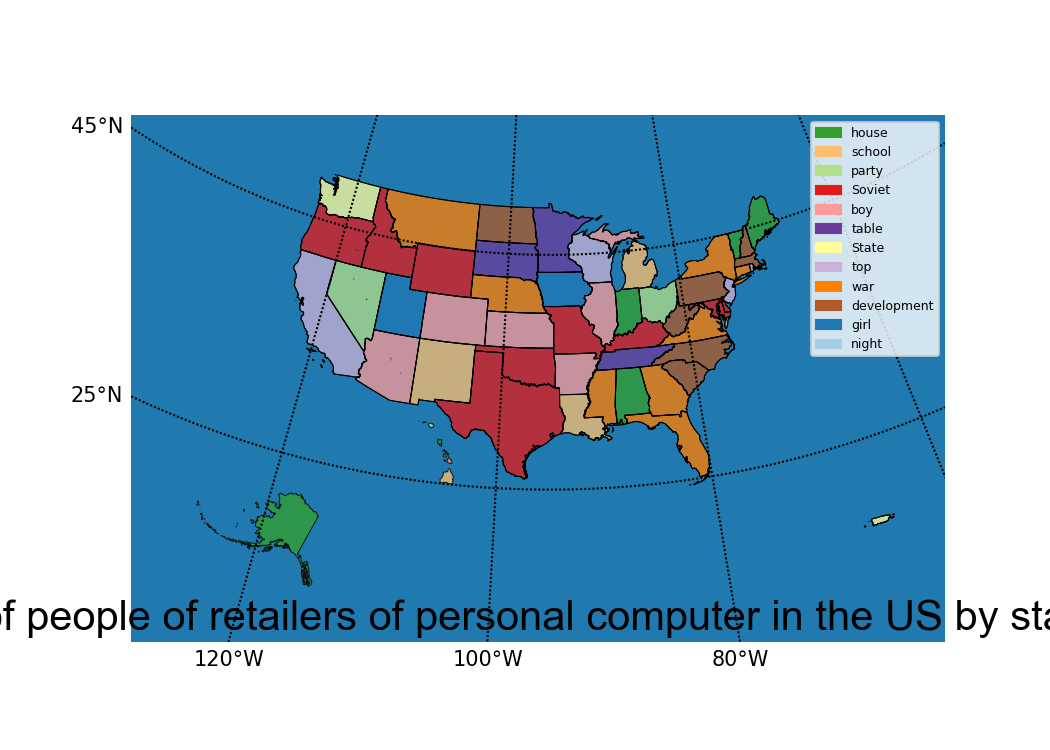 45°N
house
school
party
Soviet
boy
table
State
top
war
development
girl
night
25°N
of people of retailers of personal computer in the US by sta
120°W 100°W 80°W